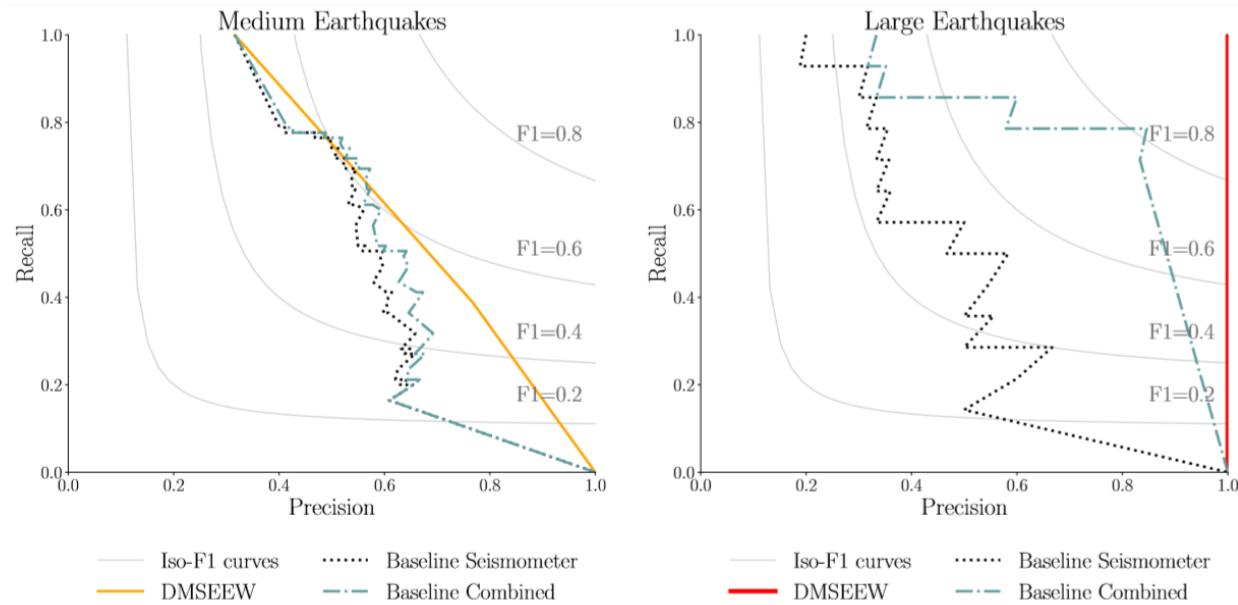 Medium Earthquakes
1.0
0.8
0.6
0.4
0.2
0.0
Recall
F1=0.8
F1=0.6
F1=0.4
F1=0.2
0.0 0.2 0.4 0.6 0.8 1.0
Precision
Iso-F1 curves
DMSEEW
Baseline Seismometer
Baseline Combined
Large Earthquakes
1.0
0.8
0.6
0.4
0.2
0.0
Recall
F1=0.8
F1=0.6
F1=0.4
F1=0.2
0.0 0.2 0.4 0.6 0.8 1.0
Precision
Iso-F1 curves
DMSEEW
Baseline Seismometer
Baseline Combined